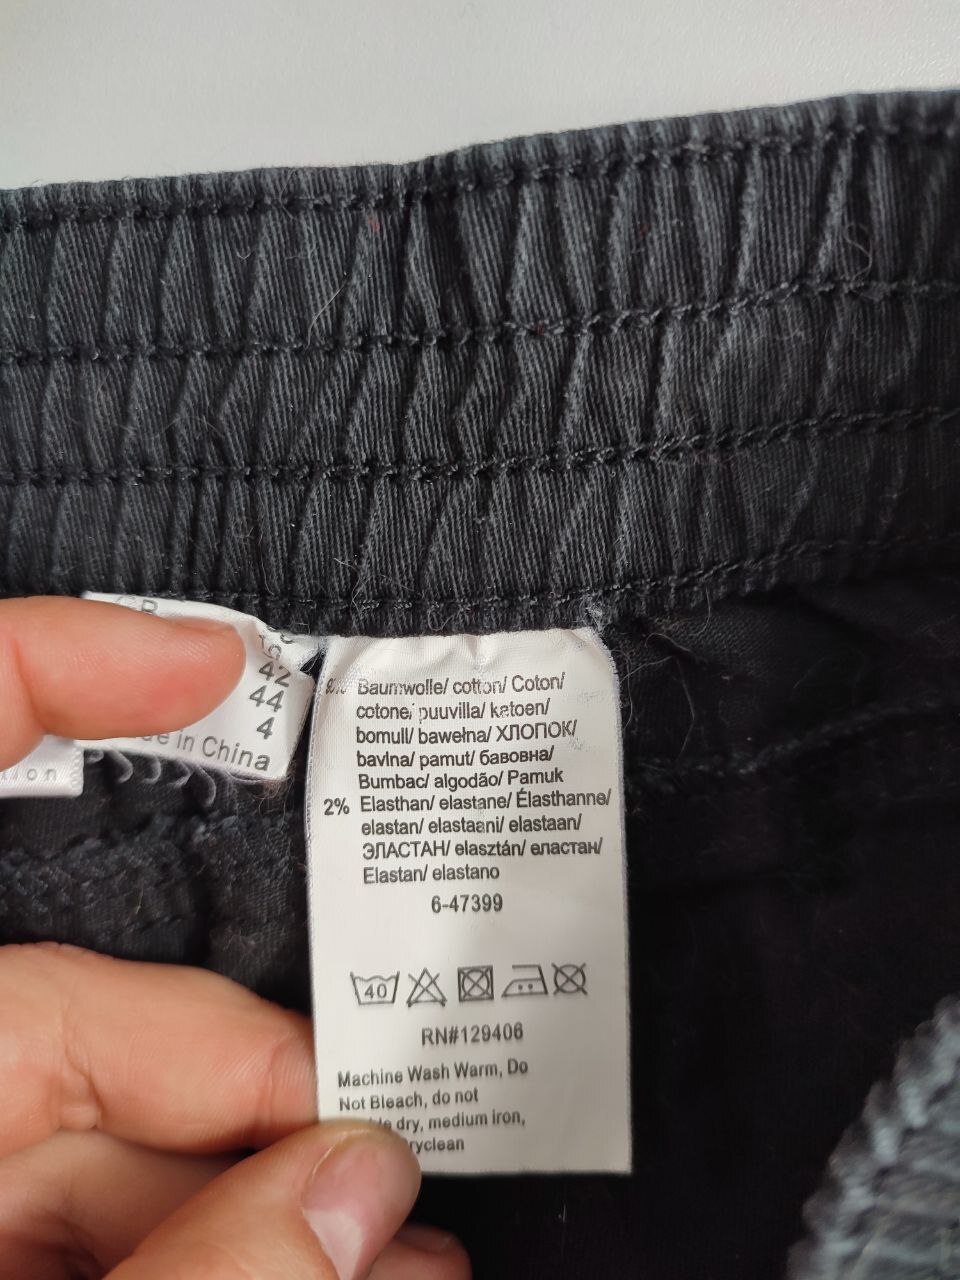 42
44
4
in China
Baumwolle/ cotton/ Coton/
cotone/ puuvilla/ katoen/
bomull/ bawełna/ ХЛОПОК/
bavlna/ pamut/ бавовна/
Bumbac/ algodão/ Pamuk
2% Elasthan/ elastane/ Élasthanne/
elastan/ elastaani/ elastaan/
ЭЛАСТАН/ elasztán/ еластан/
Elastan/ elastano
6-47399
40
RN#129406
Machine Wash Warm, Do
Not Bleach, do not
dry, medium iron,